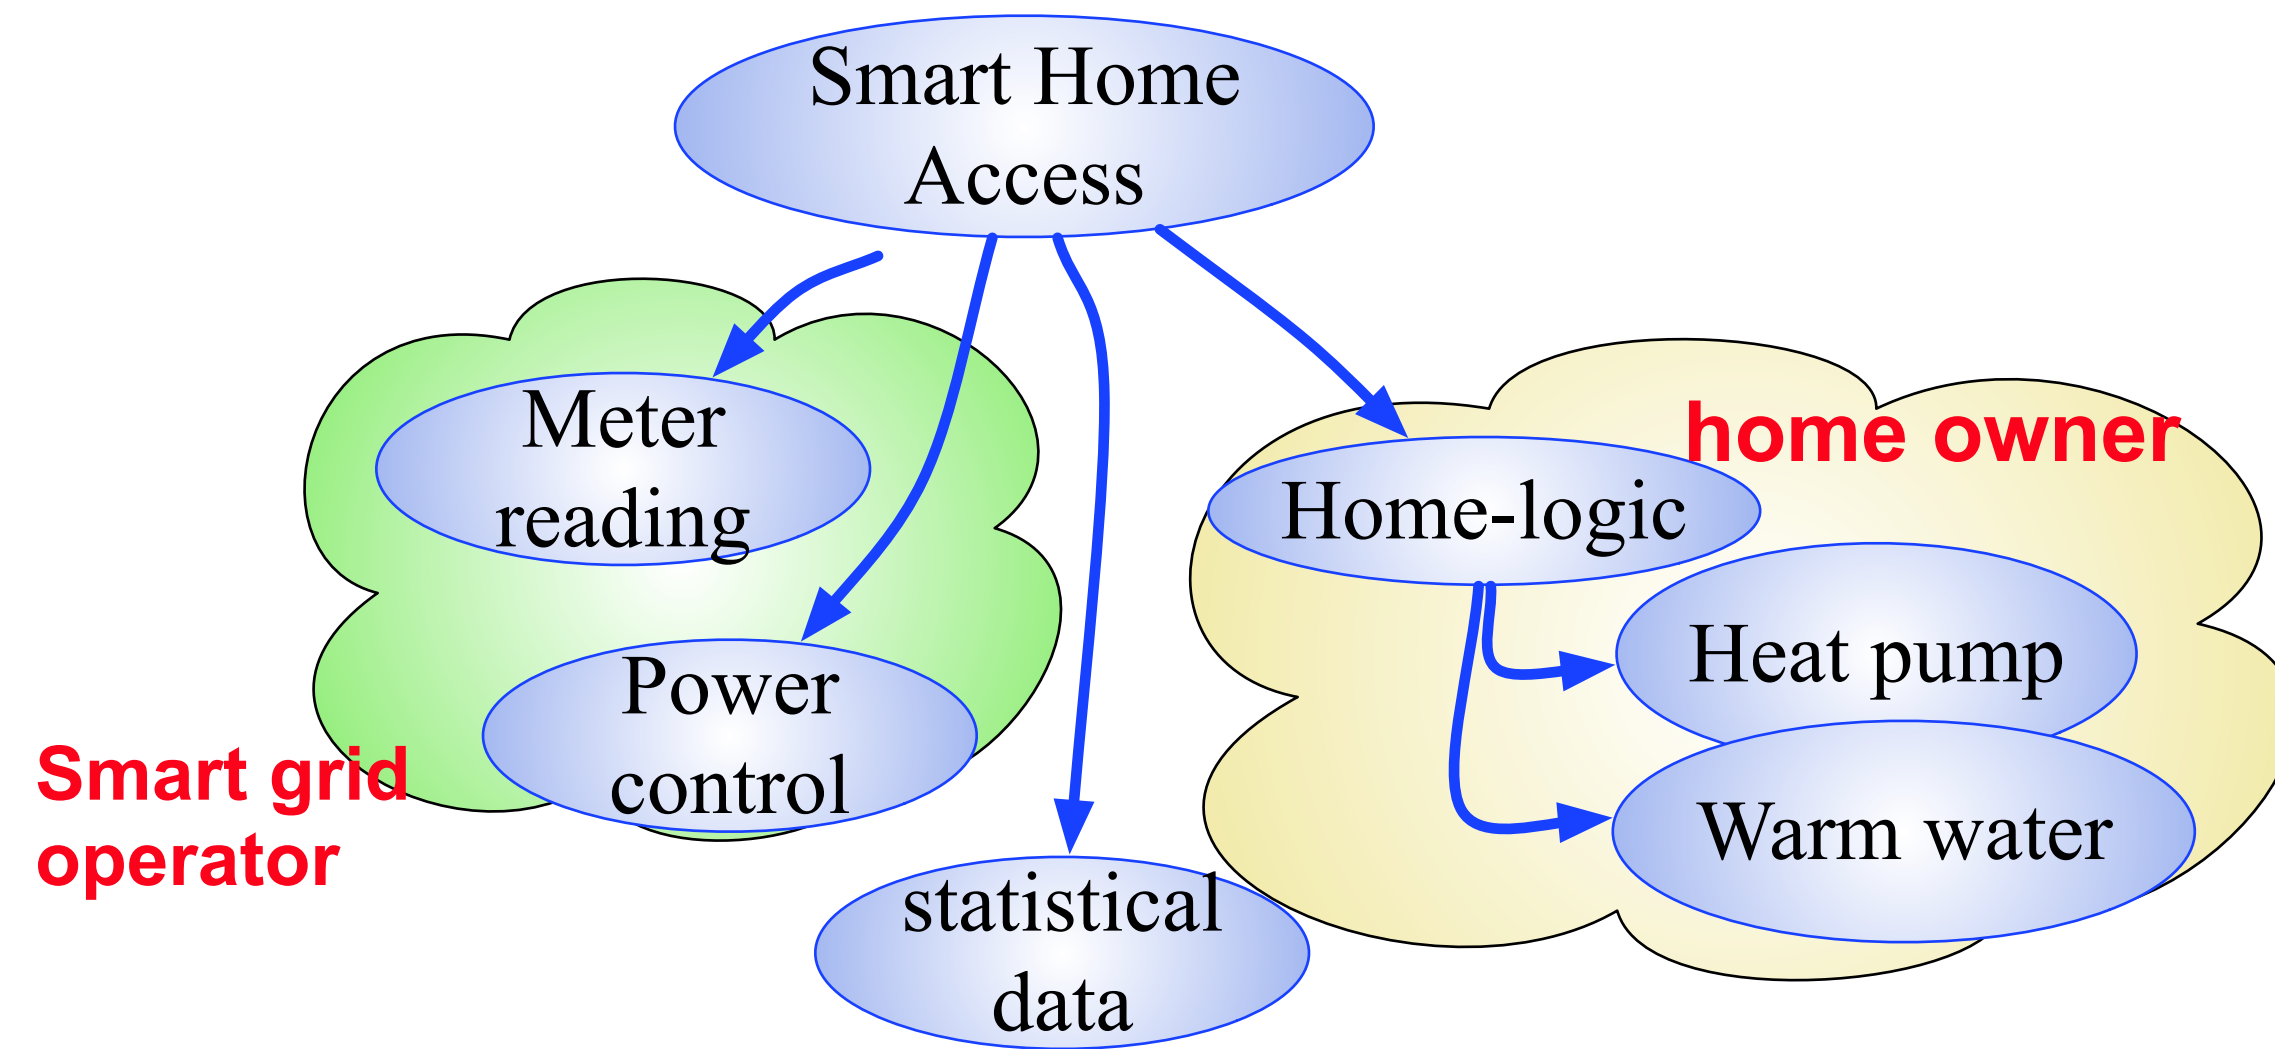 Smart Home
Access
Meter
reading
home owner
Home-logic
Heat pump
Power
control
Smart grid
operator
Warm water
statistical
data